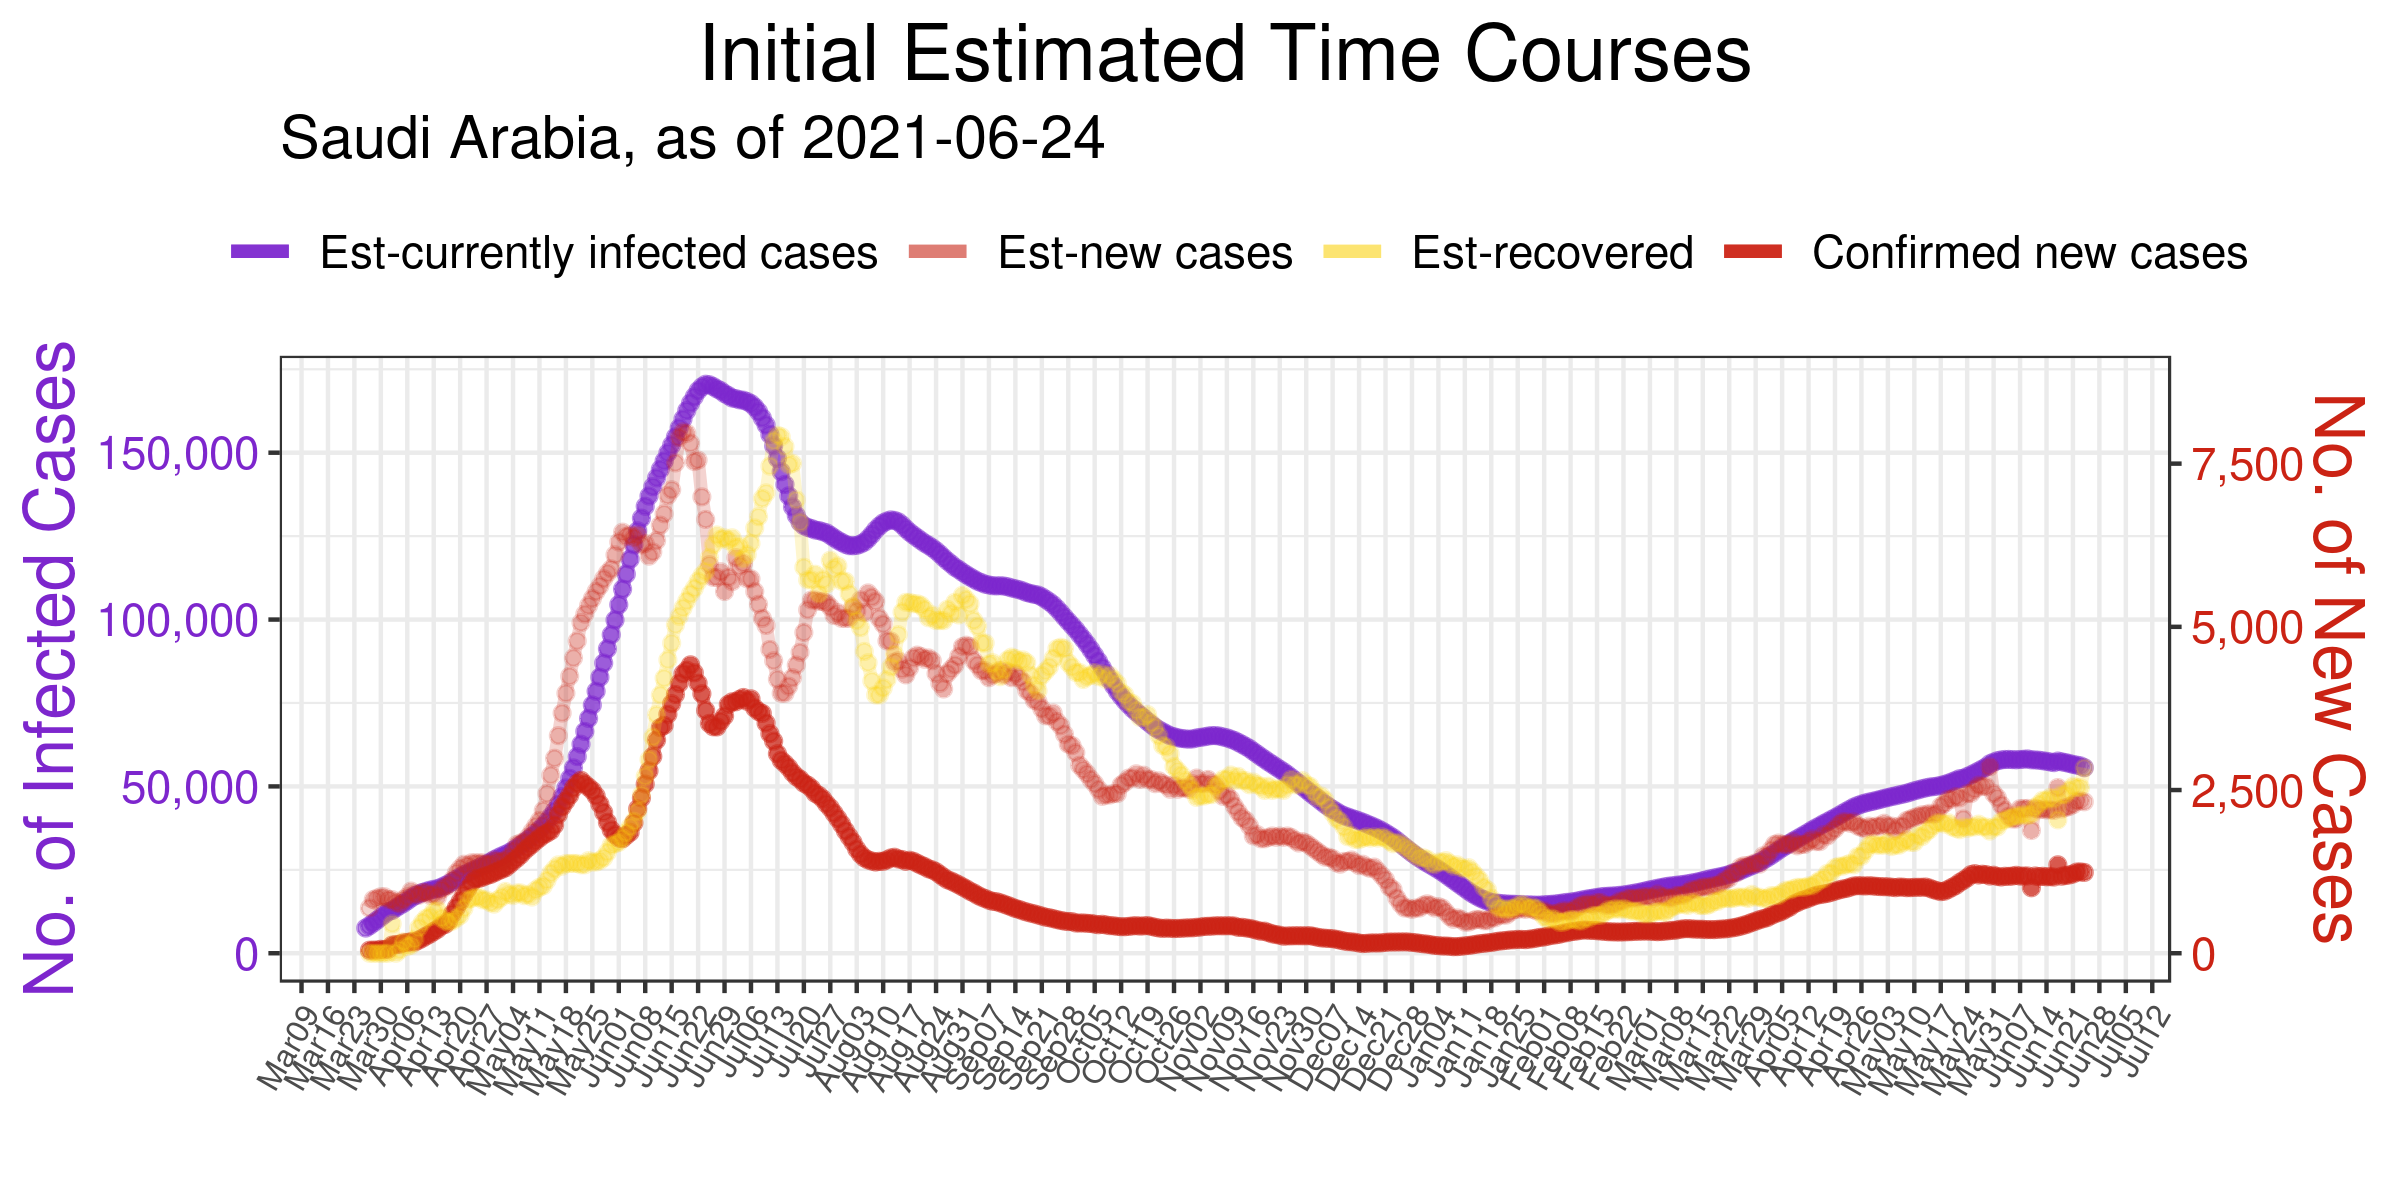 Initial Estimated Time Courses
Saudi Arabia, as of 2021-06-24
Est-currently infected cases
Est-new cases
Est-recovered
Confirmed new cases
No. of Infected Cases
150,000
100,000
50,000
0
7,500
5,000
2,500
0
No. of New Cases
Mar09
Mar16
Mar23
Mar30
Apr06
Apr13
Apr20
Apr27
May04
May11
May18
May25
Jun01
Jun08
Jun15
Jun22
Jun29
Jul06
Jul13
Jul20
Jul27
Aug03
Aug10
Aug17
Aug24
Aug31
Sep07
Sep14
Sep21
Sep28
Oct05
Oct12
Oct19
Oct26
Nov02
Nov09
Nov16
Nov23
Nov30
Dec07
Dec14
Dec21
Dec28
Jan04
Jan11
Jan18
Jan25
Feb01
Feb08
Feb15
Feb22
Mar01
Mar08
Mar15
Mar22
Mar29
Apr05
Apr12
Apr19
Apr26
May03
May10
May17
May24
May31
Jun07
Jun14
Jun21
Jun28
Jul05
Jul12